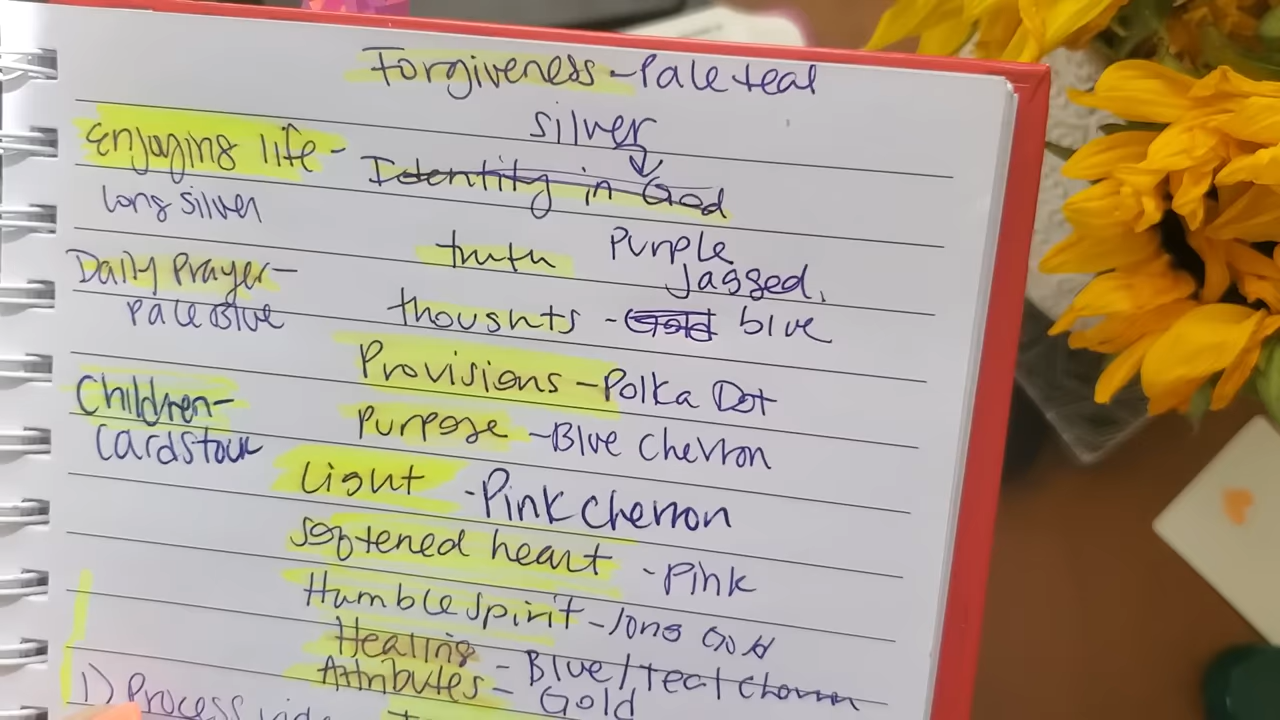 Forgiveness - Pale teal
silver
Enjoying life -
Identity in God
long silver
truth Purple
Jagged.
Daily Prayer -
pale blue
thoughts - Gold blue
Provisions - Polka Dot
Children -
Cardstock
Purpose - Blue Chevron
Light - Pink chevron
softened heart - Pink
Humble spirit - long Gold
Healing - Blue/teal chevron
Attributes - Gold
1) Process